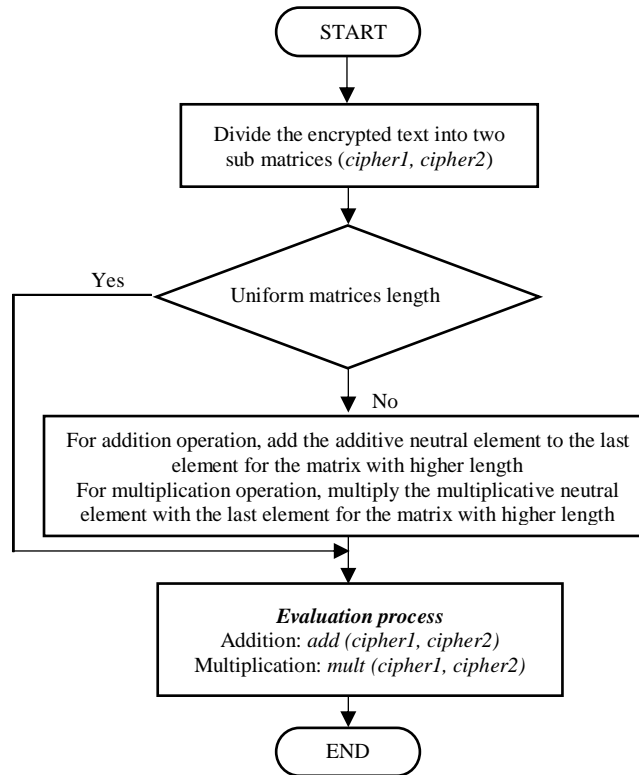 START
Divide the encrypted text into two
sub matrices (cipher1, cipher2)
Yes
Uniform matrices length
No
For addition operation, add the additive neutral element to the last
element for the matrix with higher length
For multiplication operation, multiply the multiplicative neutral
element with the last element for the matrix with higher length
Evaluation process
Addition: add (cipher1, cipher2)
Multiplication: mult (cipher1, cipher2)
END